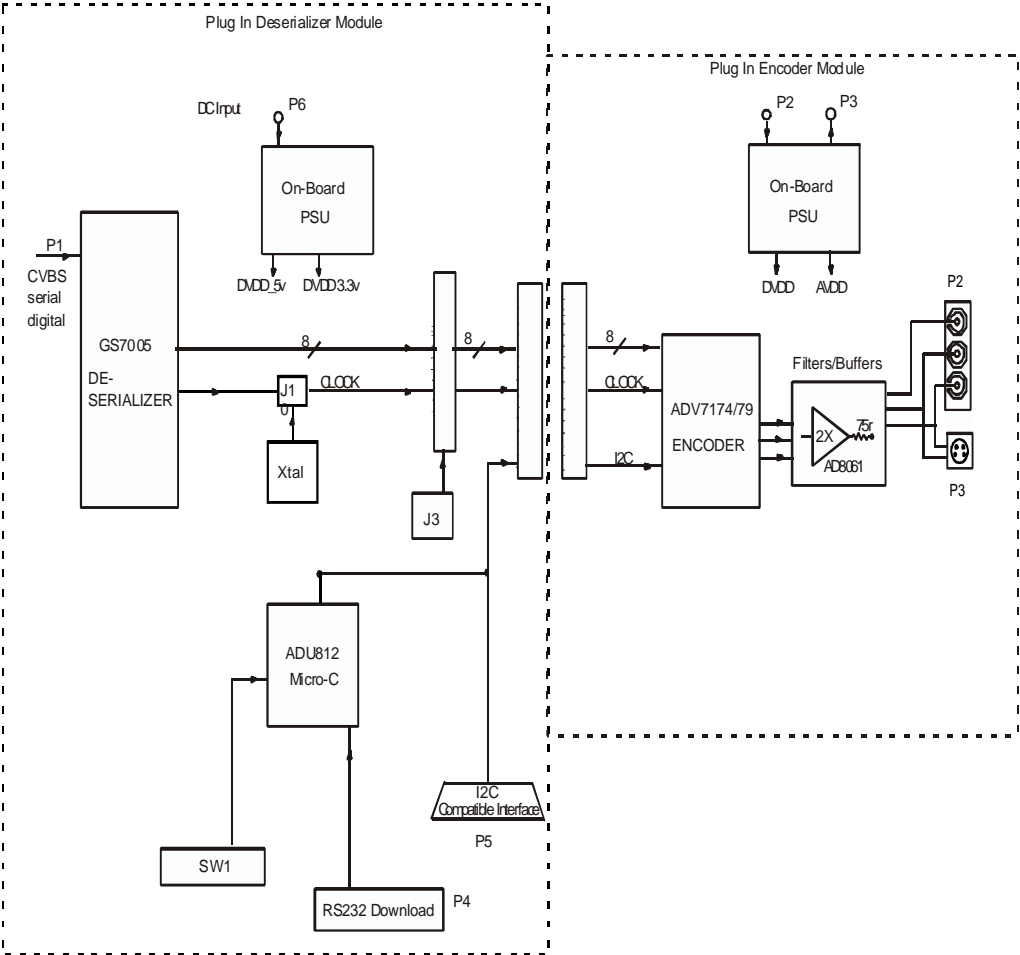 Plug In Deserializer Module
Plug In Encoder Module
DC Input
P6
P2
P3
On-Board
PSU
On-Board
PSU
P1
CVBS
serial
digital
DVDD_5v
DVDD3.3v
DVDD
AVDD
P2
GS7005
DE-
SERIALIZER
8
8
8
J1
0
CLOCK
CLOCK
Xtal
J3
I2C
ADV7174/79
ENCODER
Filters/Buffers
2X
75r
AD8061
P3
ADU812
Micro-C
I2C
Compatible Interface
P5
SW1
RS232 Download
P4